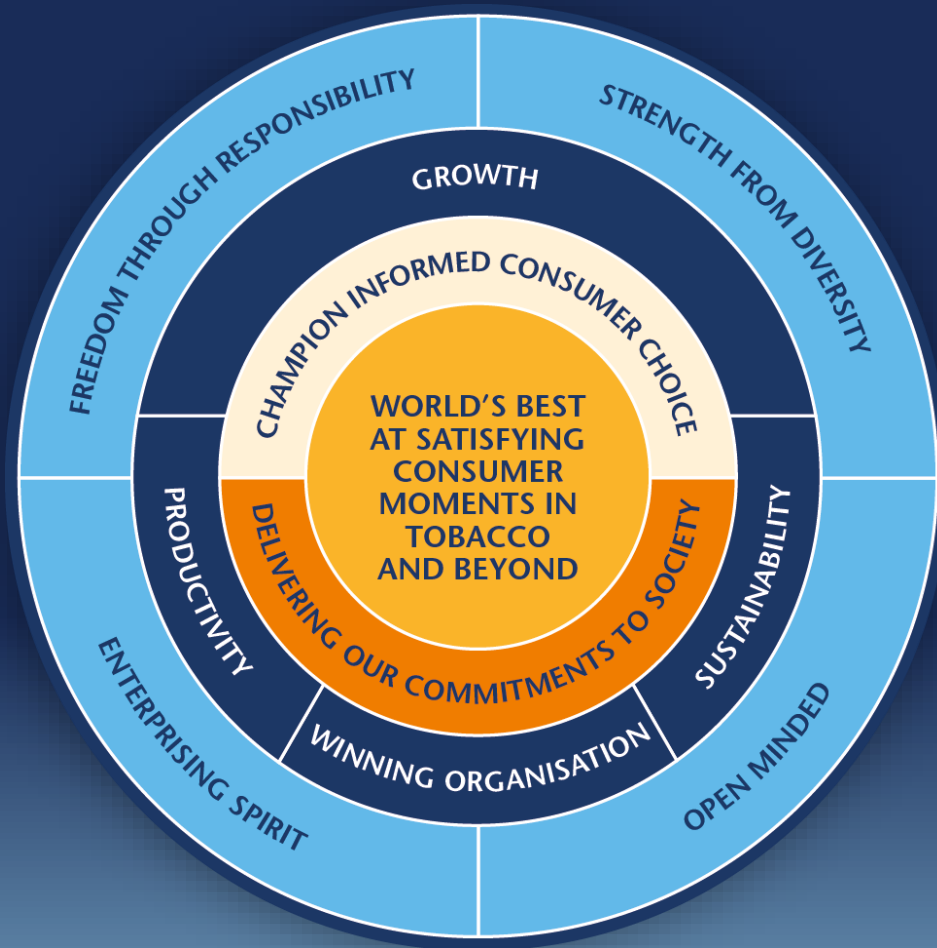 FREEDOM THROUGH RESPONSIBILITY
STRENGTH FROM DIVERSITY
GROWTH
CHAMPION INFORMED CONSUMER CHOICE
WORLD'S BEST
AT SATISFYING
CONSUMER
MOMENTS IN
TOBACCO
AND BEYOND
PRODUCTIVITY
DELIVERING OUR COMMITMENTS TO SOCIETY
SUSTAINABILITY
WINNING ORGANISATION
ENTERPRISING SPIRIT
OPEN MINDED